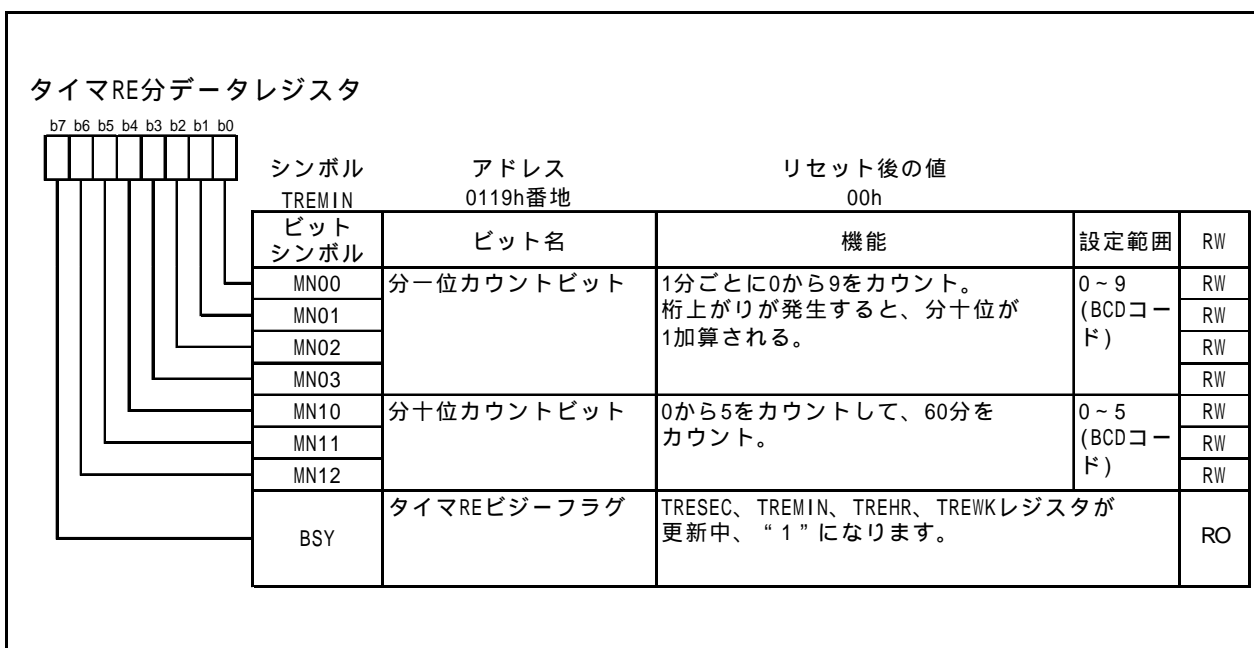 タイマRE分データレジスタ
b7 b6 b5 b4 b3 b2 b1 b0
シンボル アドレス リセット後の値
TREMIN 0119h番地 00h
ビット
シンボル ビット名 機能 設定範囲 RW
MN00 分一位カウントビット 1分ごとに0から9をカウント。 0~9 RW
MN01 桁上がりが発生すると、分十位が (BCDコー RW
MN02 1加算される。 ド) RW
MN03 RW
MN10 分十位カウントビット 0から5をカウントして、60分を 0~5 RW
MN11 カウント。 (BCDコー RW
MN12 ド) RW
タイマREビジーフラグ TRESEC、TREMIN、TREHR、TREWKレジスタが
BSY 更新中、“1”になります。 RO